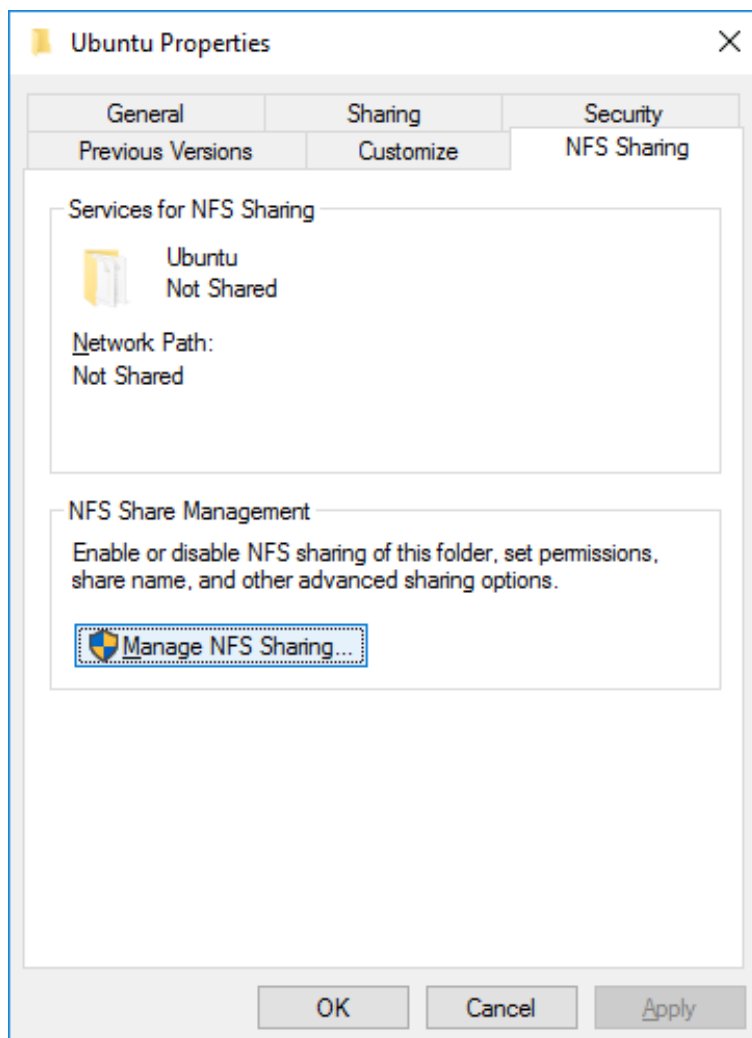 Ubuntu Properties
General
Sharing
Security
Previous Versions
Customize
NFS Sharing
Services for NFS Sharing
Ubuntu
Not Shared
Network Path:
Not Shared
NFS Share Management
Enable or disable NFS sharing of this folder, set permissions,
share name, and other advanced sharing options.
Manage NFS Sharing...
OK
Cancel
Apply